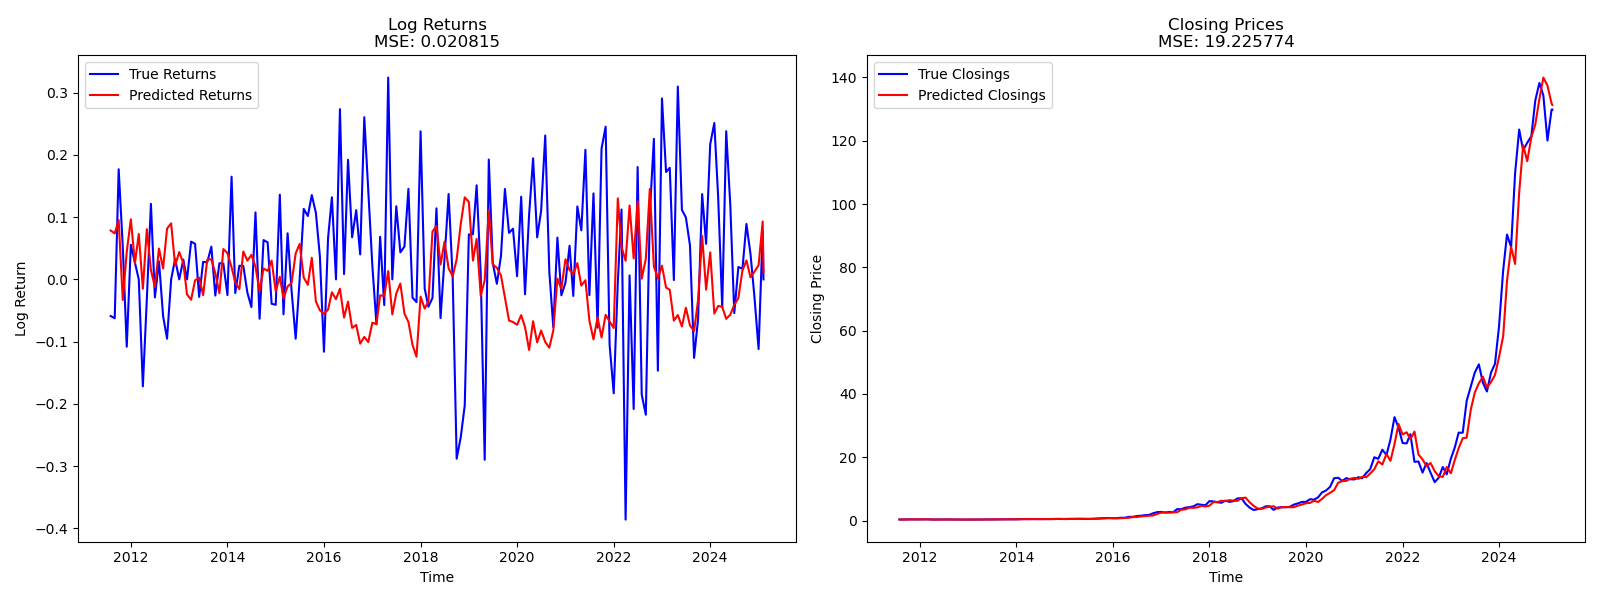 Log Returns
MSE: 0.020815
True Returns
Predicted Returns
0.3
0.2
0.1
0.0
−0.1
−0.2
−0.3
−0.4
Log Return
2012
2014
2016
2018
2020
2022
2024
Time
Closing Prices
MSE: 19.225774
True Closings
Predicted Closings
140
120
100
80
60
40
20
0
Closing Price
2012
2014
2016
2018
2020
2022
2024
Time